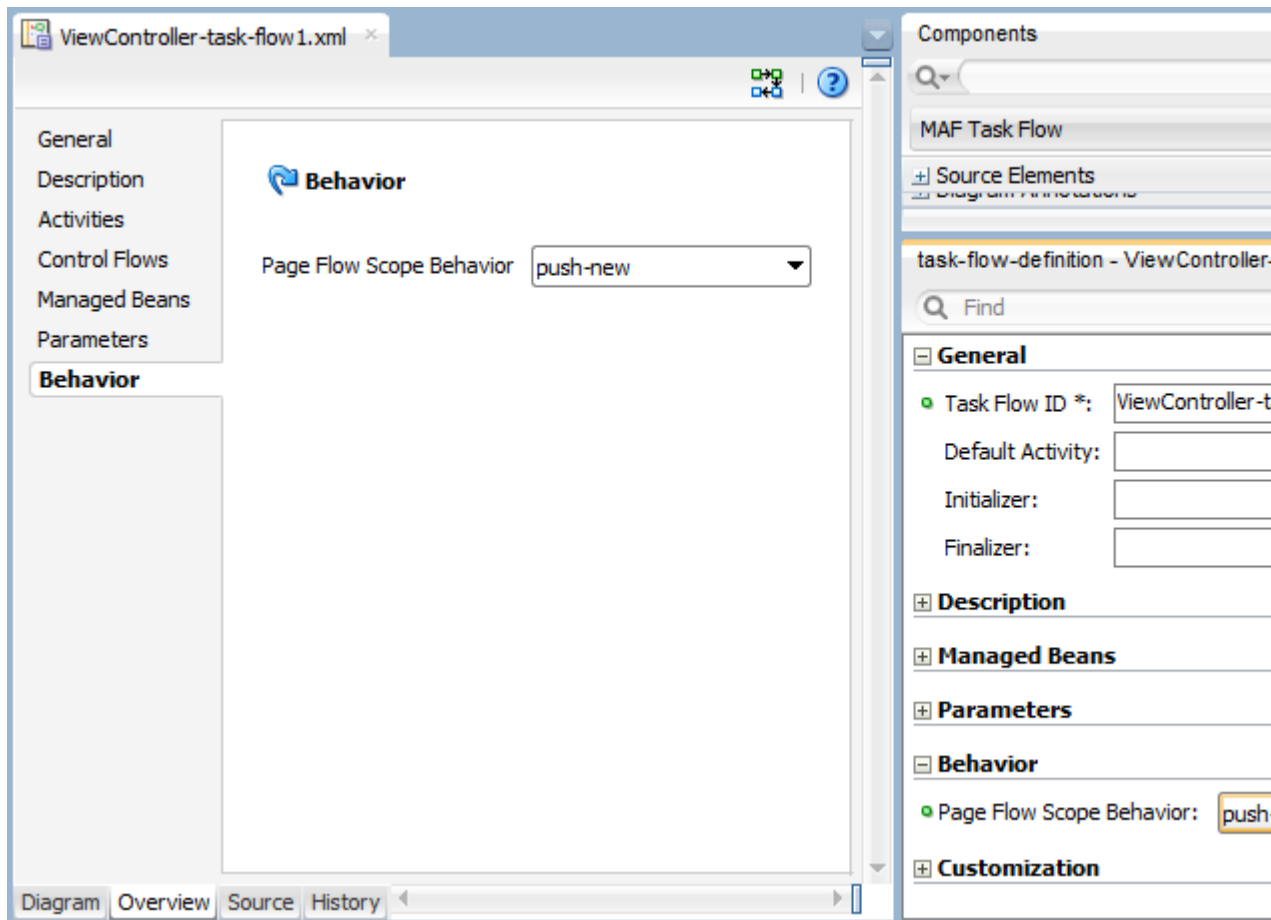 ViewController-task-flow1.xml
General
Description
Activities
Control Flows
Managed Beans
Parameters
Behavior
Behavior
Page Flow Scope Behavior push-new
Diagram Overview Source History
Components
MAF Task Flow
Source Elements
Diagram Annotations
task-flow-definition - ViewController-
Find
General
Task Flow ID *: ViewController-t
Default Activity:
Initializer:
Finalizer:
Description
Managed Beans
Parameters
Behavior
Page Flow Scope Behavior: push-
Customization